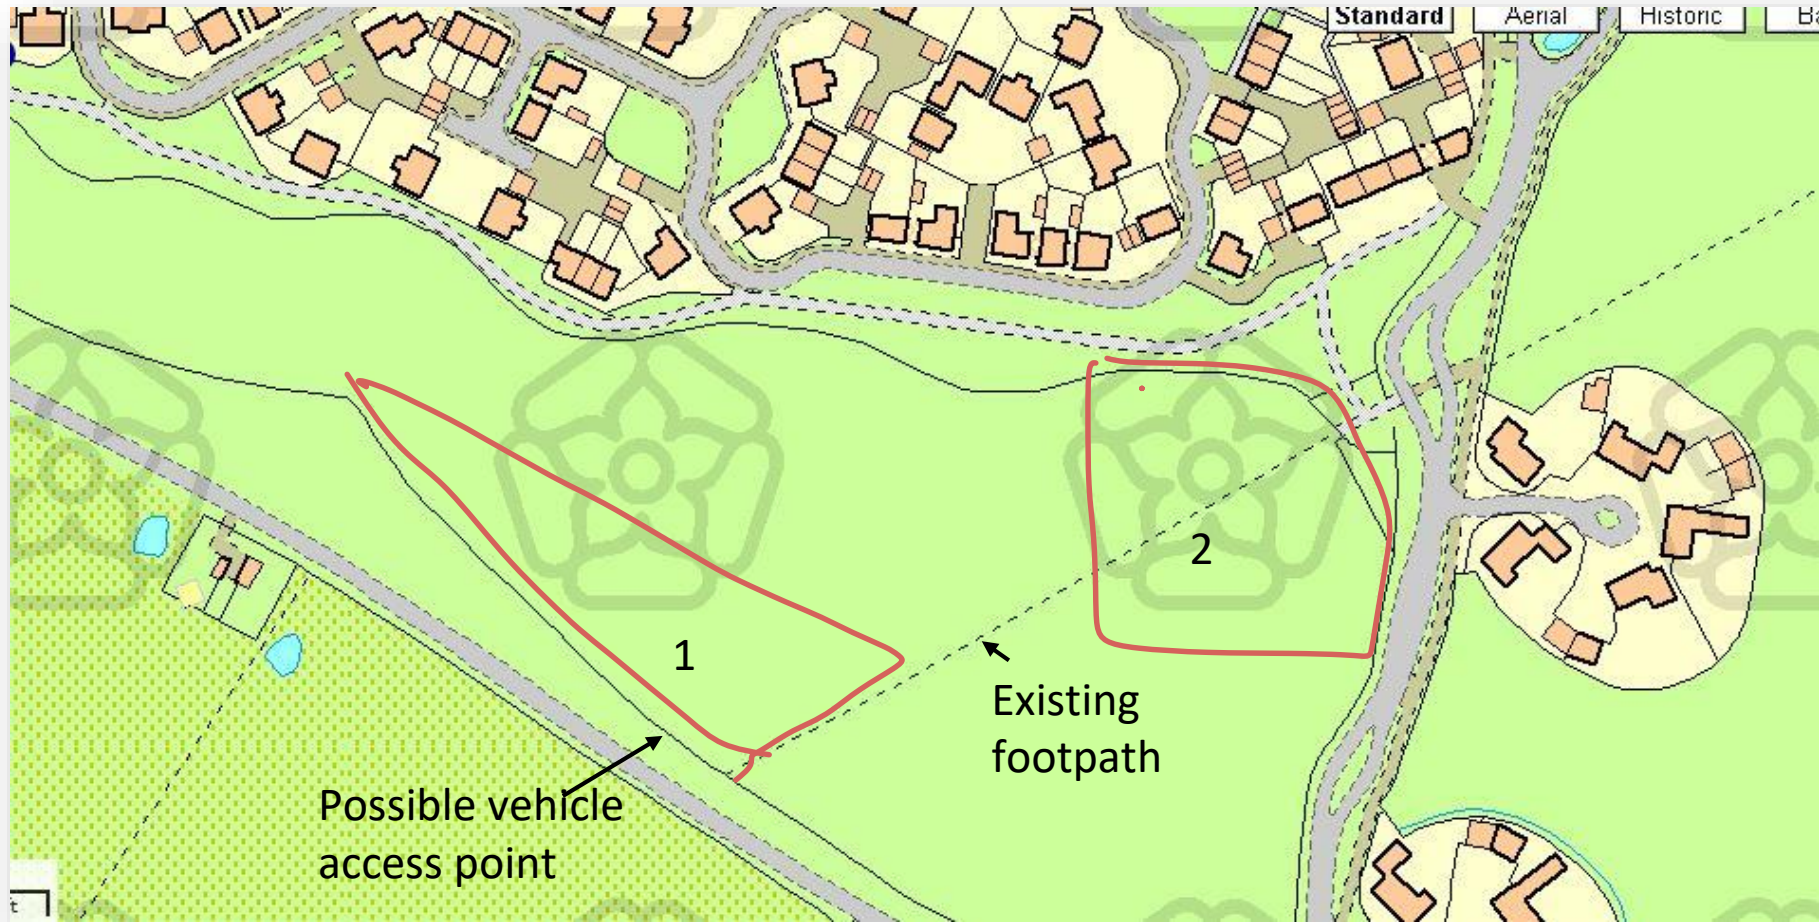 Standard
Aerial
Historic
2
1
Existing
footpath
Possible vehicle
access point